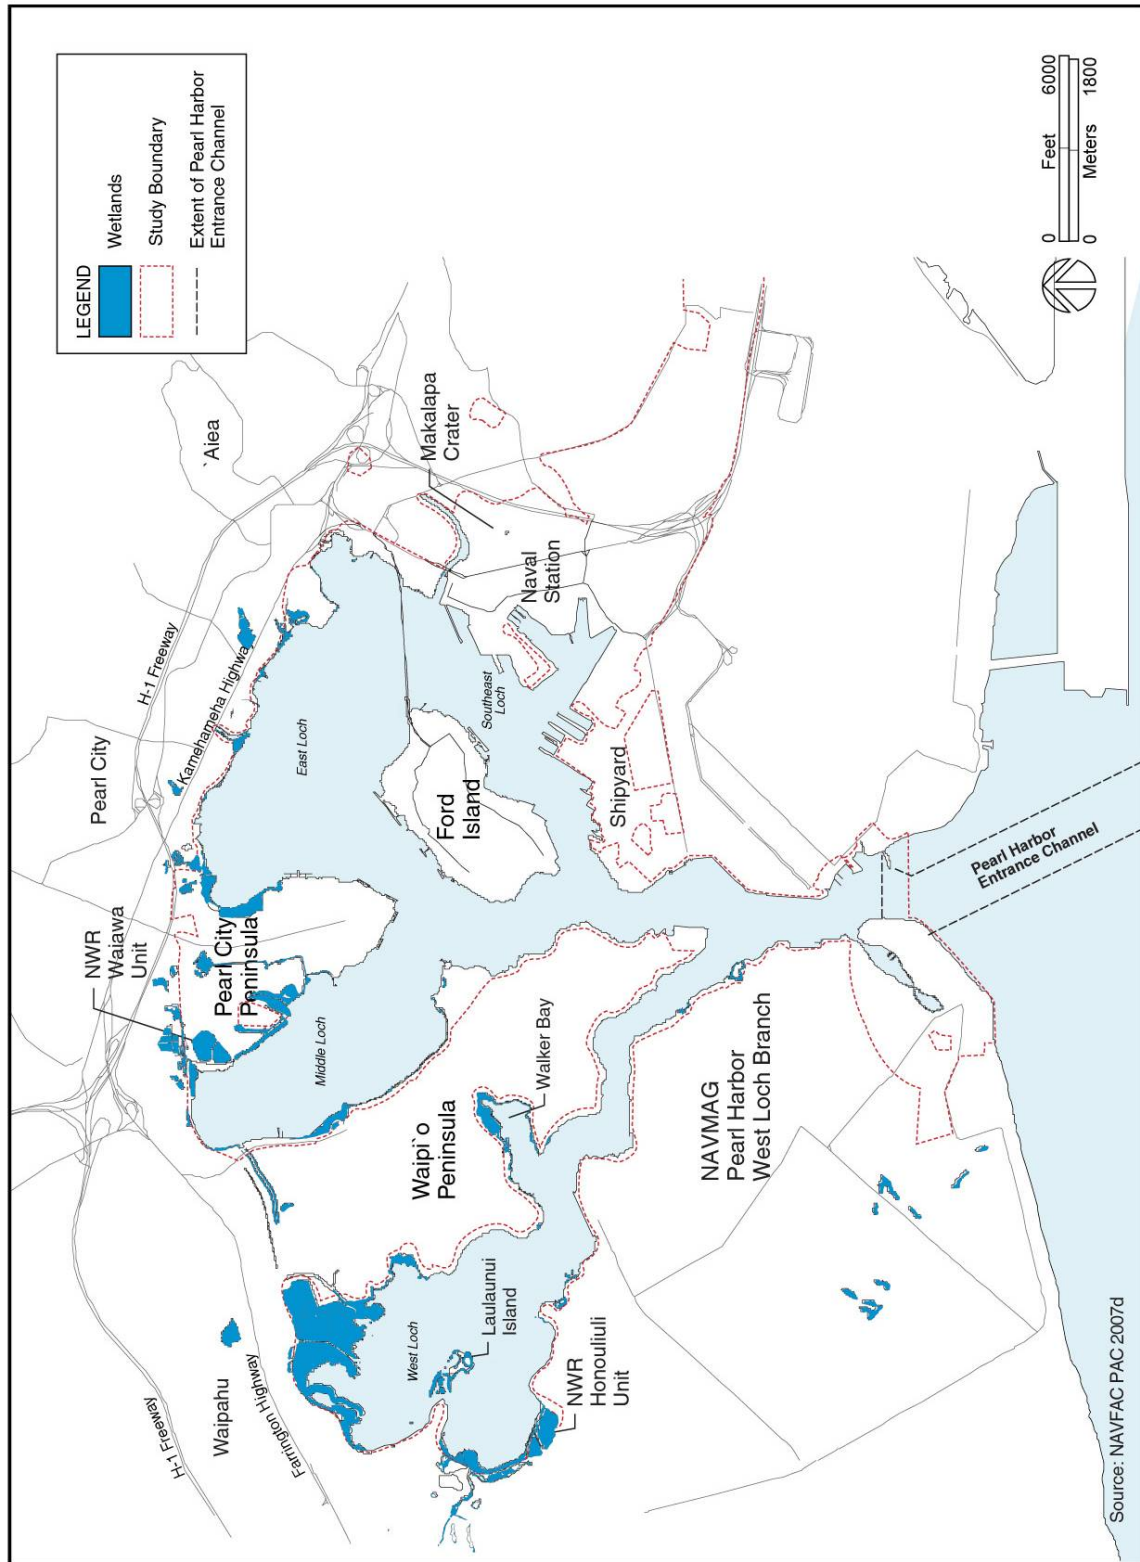 LEGEND
Wetlands
Study Boundary
Extent of Pearl Harbor
Entrance Channel
0 Feet 6000
0 Meters 1800
H-1 Freeway
Waipahu
Farrington Highway
NWR
Waiawa
Unit
Pearl City
H-1 Freeway
Kamehameha Highwa
`Aiea
Pearl City
Peninsula
Middle Loch
East Loch
Makalapa
Crater
West Loch
Laulaunui
Island
Waipi`o
Peninsula
Walker Bay
Ford
Island
Southeast
Loch
Naval
Station
Shipyard
NWR
Honouliuli
Unit
NAVMAG
Pearl Harbor
West Loch Branch
Pearl Harbor
Entrance Channel
Source: NAVFAC PAC 2007d